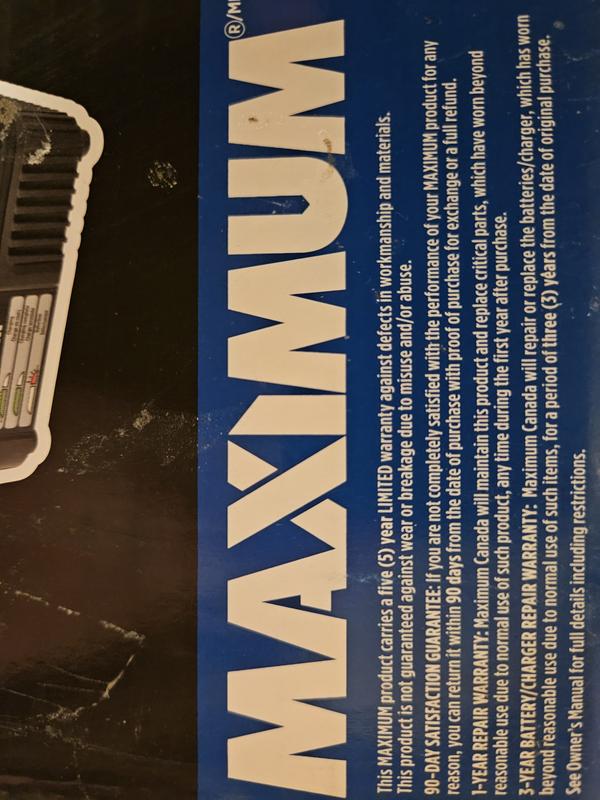 MAXIMUM®/M
This MAXIMUM product carries a five (5) year LIMITED warranty against defects in workmanship and materials.
This product is not guaranteed against wear or breakage due to misuse and/or abuse.
90-DAY SATISFACTION GUARANTEE: If you are not completely satisfied with the performance of your MAXIMUM product for any
reason, you can return it within 90 days from the date of purchase with proof of purchase for exchange or a full refund.
1-YEAR REPAIR WARRANTY: Maximum Canada will maintain this product and replace critical parts, which have worn beyond
reasonable use due to normal use of such product, any time during the first year after purchase.
3-YEAR BATTERY/CHARGER REPAIR WARRANTY: Maximum Canada will repair or replace the batteries/charger, which has worn
beyond reasonable use due to normal use of such items, for a period of three (3) years from the date of original purchase.
See Owner's Manual for full details including restrictions.